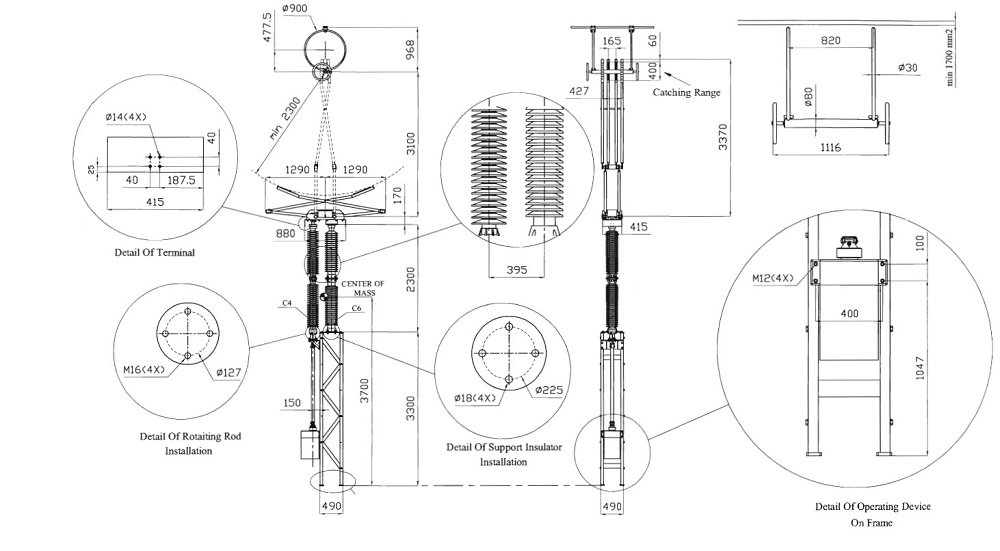 Ø900
477.5
968
min 2300
3100
1290
1290
170
880
2300
CENTER OF
MASS
C4
C6
3700
3300
150
490
Ø14(4X)
40
25
40
187.5
415
Detail Of Terminal
M16(4X)
Ø127
Detail Of Rotaiting Rod
Installation
395
Ø18(4X)
Ø225
Detail Of Support Insulator
Installation
165
60
400
427
Catching Range
3370
415
490
820
min 1700 mm2
Ø30
Ø80
1116
100
M12(4X)
400
1047
Detail Of Operating Device
On Frame